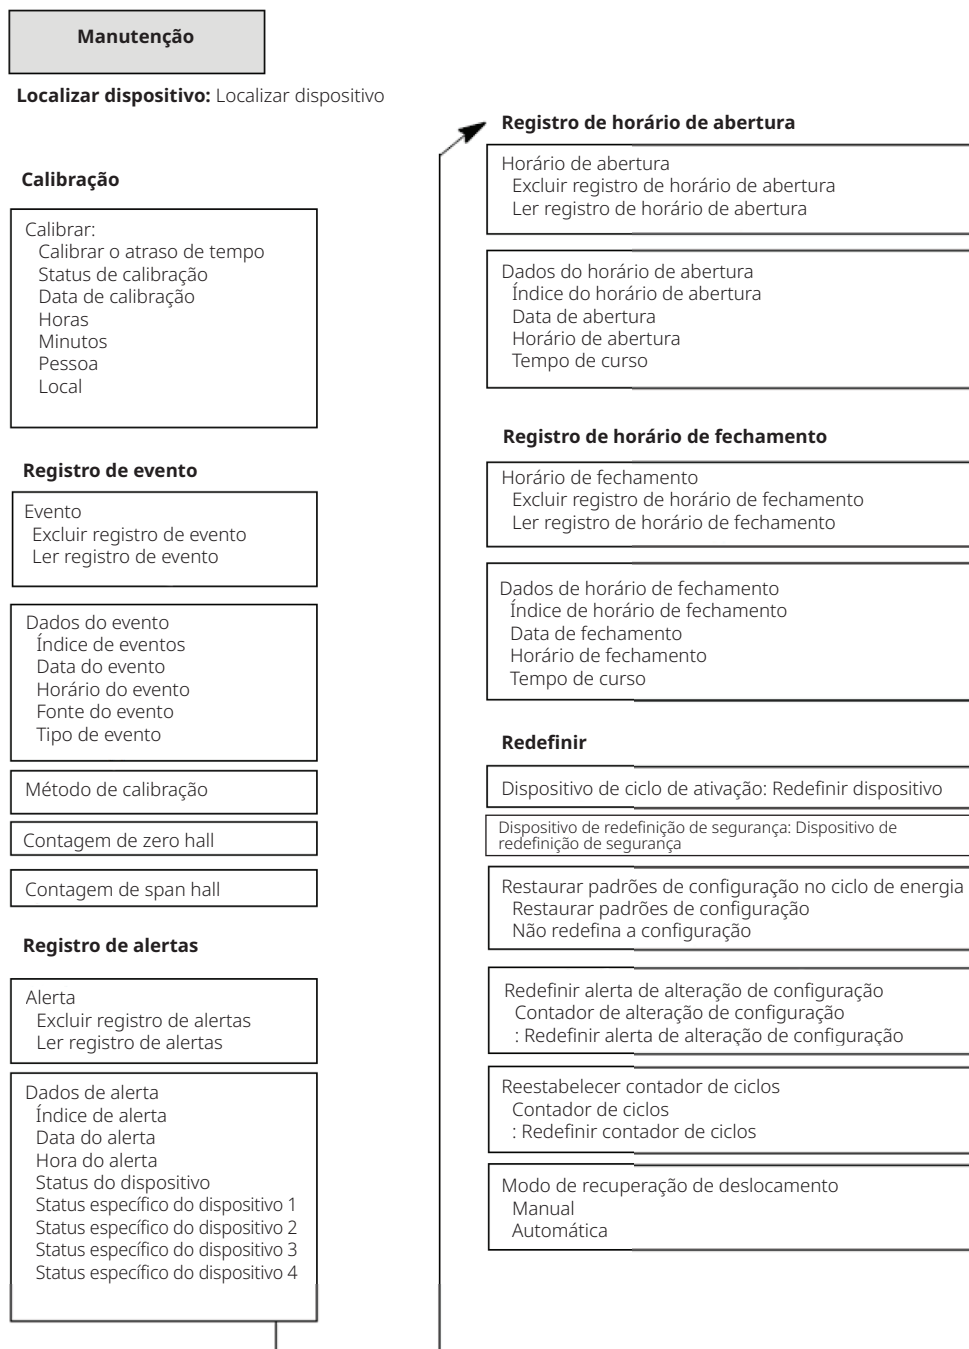 Manutenção
Localizar dispositivo: Localizar dispositivo
Calibração
Calibrar:
Calibrar o atraso de tempo
Status de calibração
Data de calibração
Horas
Minutos
Pessoa
Local
Registro de evento
Evento
Excluir registro de evento
Ler registro de evento
Dados do evento
Índice de eventos
Data do evento
Horário do evento
Fonte do evento
Tipo de evento
Método de calibração
Contagem de zero hall
Contagem de span hall
Registro de alertas
Alerta
Excluir registro de alertas
Ler registro de alertas
Dados de alerta
Índice de alerta
Data do alerta
Hora do alerta
Status do dispositivo
Status específico do dispositivo 1
Status específico do dispositivo 2
Status específico do dispositivo 3
Status específico do dispositivo 4
Registro de horário de abertura
Horário de abertura
Excluir registro de horário de abertura
Ler registro de horário de abertura
Dados do horário de abertura
Índice do horário de abertura
Data de abertura
Horário de abertura
Tempo de curso
Registro de horário de fechamento
Horário de fechamento
Excluir registro de horário de fechamento
Ler registro de horário de fechamento
Dados de horário de fechamento
Índice de horário de fechamento
Data de fechamento
Horário de fechamento
Tempo de curso
Redefinir
Dispositivo de ciclo de ativação: Redefinir dispositivo
Dispositivo de redefinição de segurança: Dispositivo de
redefinição de segurança
Restaurar padrões de configuração no ciclo de energia
Restaurar padrões de configuração
Não redefina a configuração
Redefinir alerta de alteração de configuração
Contador de alteração de configuração
: Redefinir alerta de alteração de configuração
Reestabelecer contador de ciclos
Contador de ciclos
: Redefinir contador de ciclos
Modo de recuperação de deslocamento
Manual
Automática